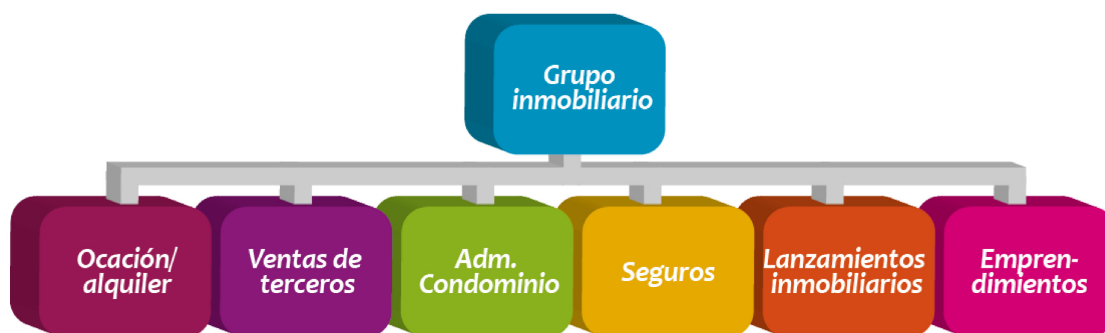 Grupo
inmobiliario
Ocación/
alquiler
Ventas de
terceros
Adm.
Condominio
Seguros
Lanzamientos
inmobiliarios
Empren-
dimientos